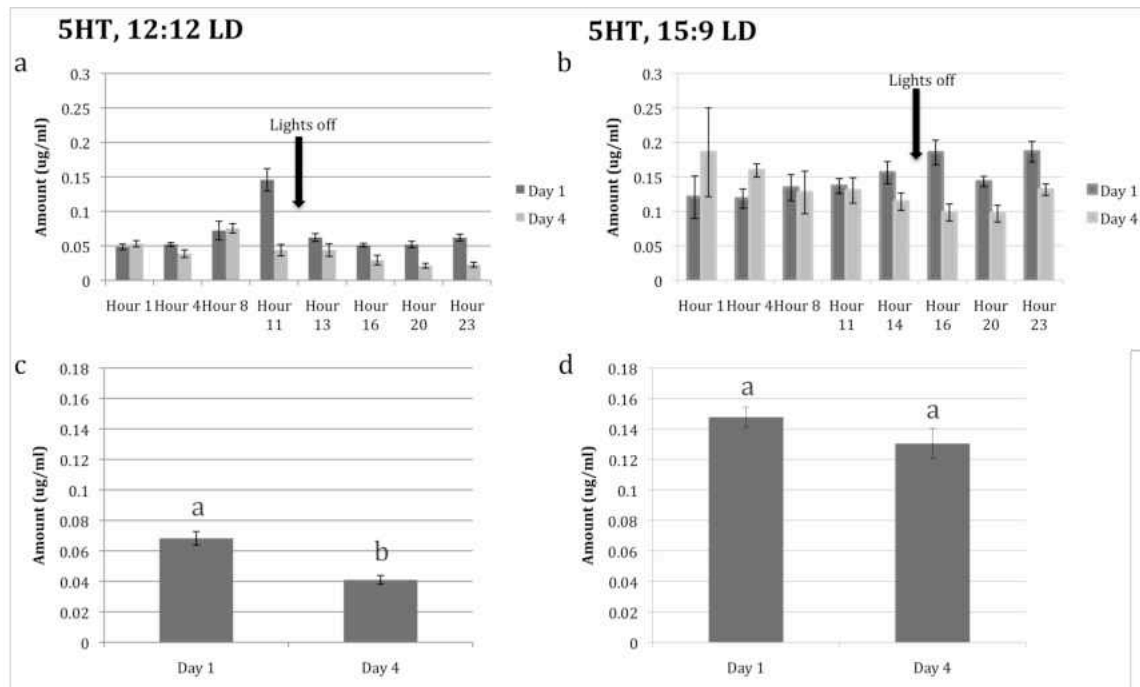 5HT, 12:12 LD
5HT, 15:9 LD
a
0.3
0.25
0.2
0.15
0.1
0.05
0
Amount (ug/ml)
Lights off
Day 1
Day 4
Hour 1 Hour 4 Hour 8 Hour Hour Hour Hour Hour
11 13 16 20 23
b
0.3
0.25
0.2
0.15
0.1
0.05
0
Amount (ug/ml)
Lights off
Day 1
Day 4
Hour 1 Hour 4 Hour 8 Hour Hour Hour Hour Hour
11 14 16 20 23
c
0.18
0.16
0.14
0.12
0.1
0.08
0.06
0.04
0.02
0
Amount (ug/ml)
a
b
Day 1 Day 4
d
0.18
0.16
0.14
0.12
0.1
0.08
0.06
0.04
0.02
0
Amount (ug/ml)
a
a
Day 1 Day 4